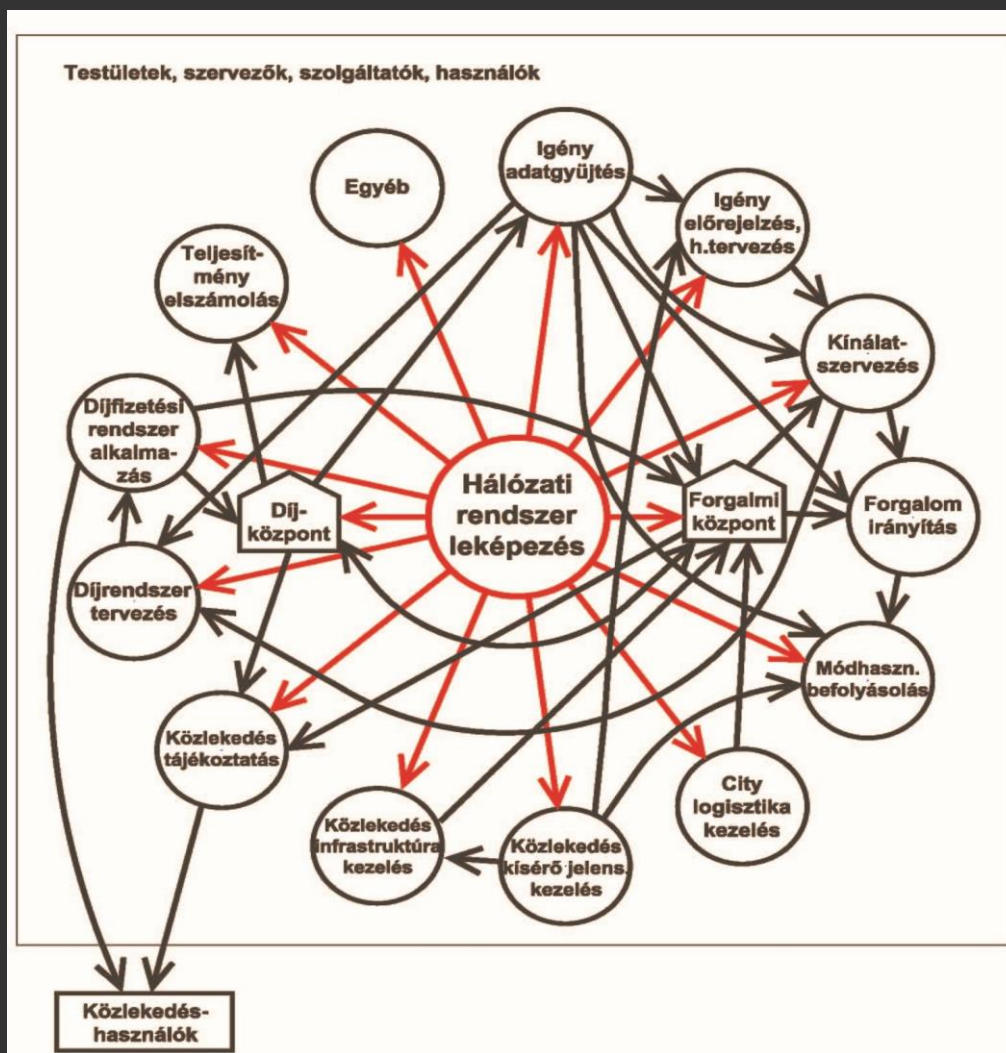 Testületek, szervezők, szolgáltatók, használók
Egyéb
Igény
adatgyüjtés
Igény
előrejelzés,
h.tervezés
Teljesít-
mény
elszámolás
Kínálat-
szervezés
Díjfizetési
rendszer
alkalma-
zás
Hálózati
rendszer
leképezés
Díj-
központ
Forgalmi
központ
Forgalom
irányítás
Díjrendszer
tervezés
Módhaszn.
befolyásolás
Közlekedés
tájékoztatás
City
logisztika
kezelés
Közlekedés
infrastruktúra
kezelés
Közlekedés
kísérő jelens.
kezelés
Közlekedés-
használók